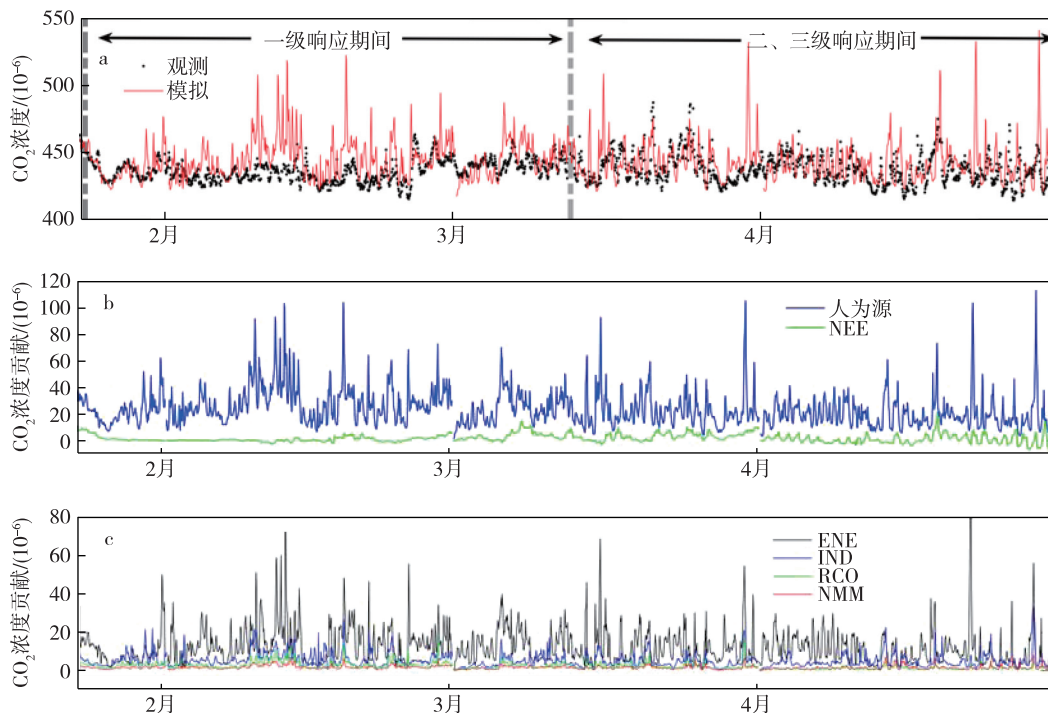 550
500
450
400
CO₂浓度/(10⁻⁶)
一级响应期间
二、三级响应期间
a
观测
模拟
2月
3月
4月
120
100
80
60
40
20
0
CO₂浓度贡献/(10⁻⁶)
b
人为源
NEE
2月
3月
4月
80
60
40
20
0
CO₂浓度贡献/(10⁻⁶)
c
ENE
IND
RCO
NMM
2月
3月
4月